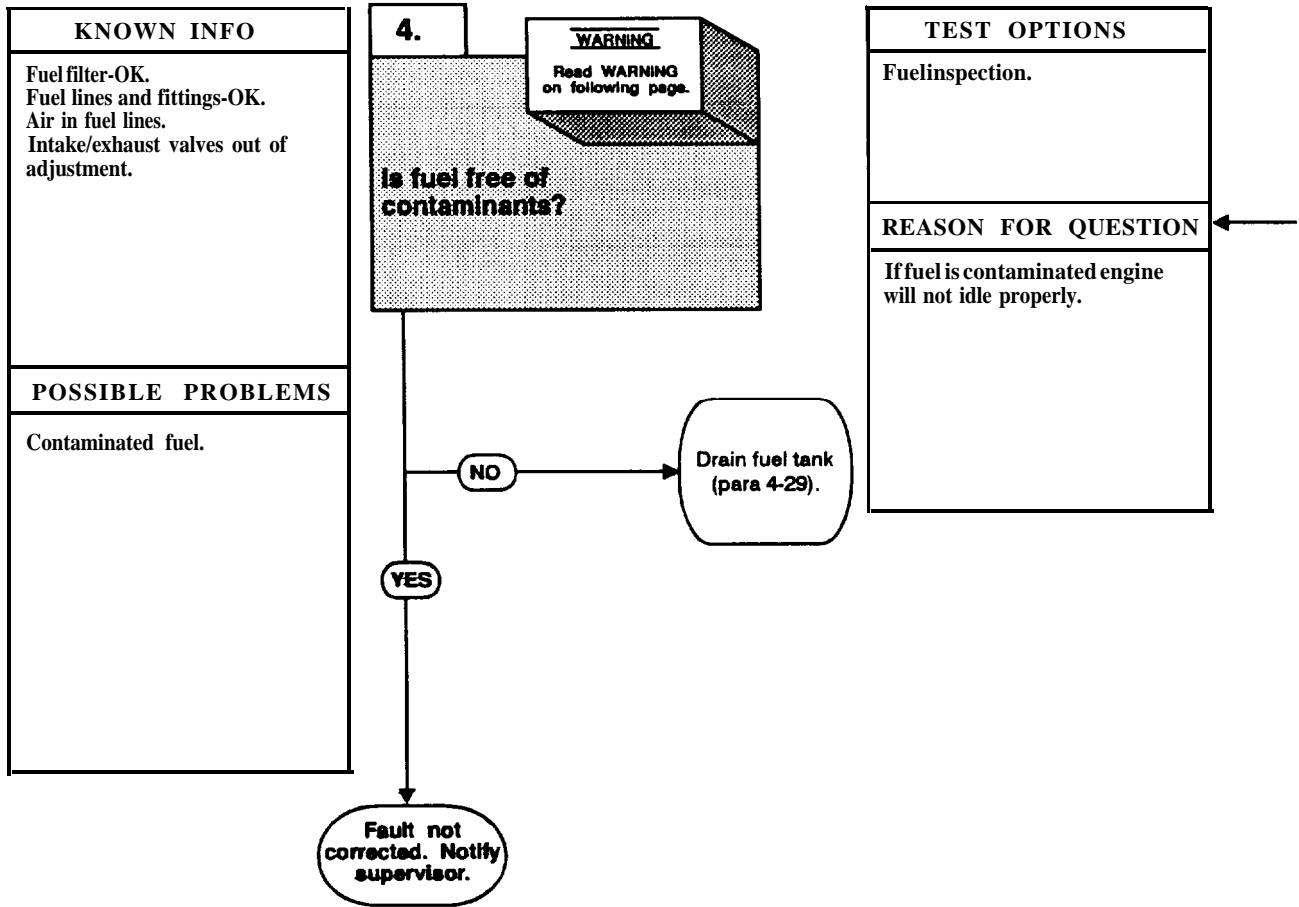 KNOWN INFO
Fuel filter-OK.
Fuel lines and fittings-OK.
Air in fuel lines.
Intake/exhaust valves out of
adjustment.
POSSIBLE PROBLEMS
Contaminated fuel.
4.
WARNING
Read WARNING
on following page.
Is fuel free of
contaminants?
NO
Drain fuel tank
(para 4-29).
YES
Fault not
corrected. Notify
supervisor.
TEST OPTIONS
Fuelinspection.
REASON FOR QUESTION
If fuel is contaminated engine
will not idle properly.